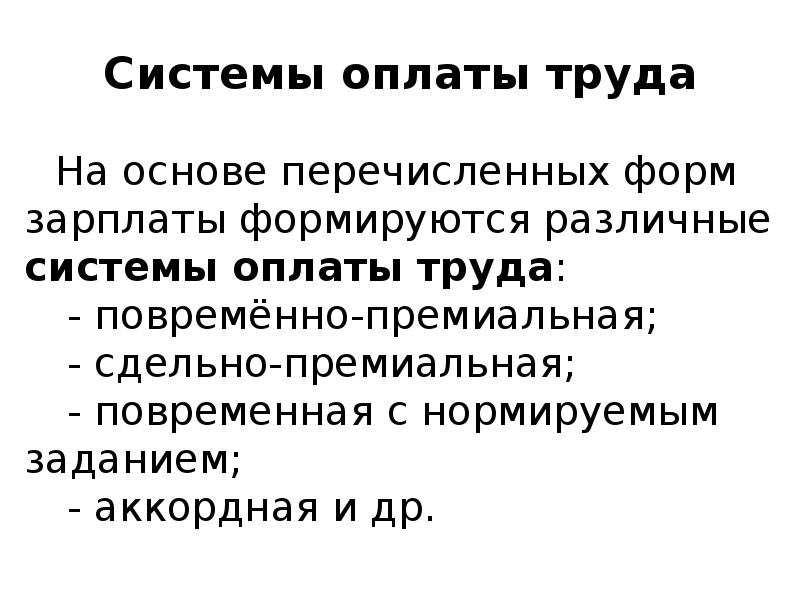 Системы оплаты труда
На основе перечисленных форм
зарплаты формируются различные
системы оплаты труда:
- повремённо-премиальная;
- сдельно-премиальная;
- повременная с нормируемым
заданием;
- аккордная и др.